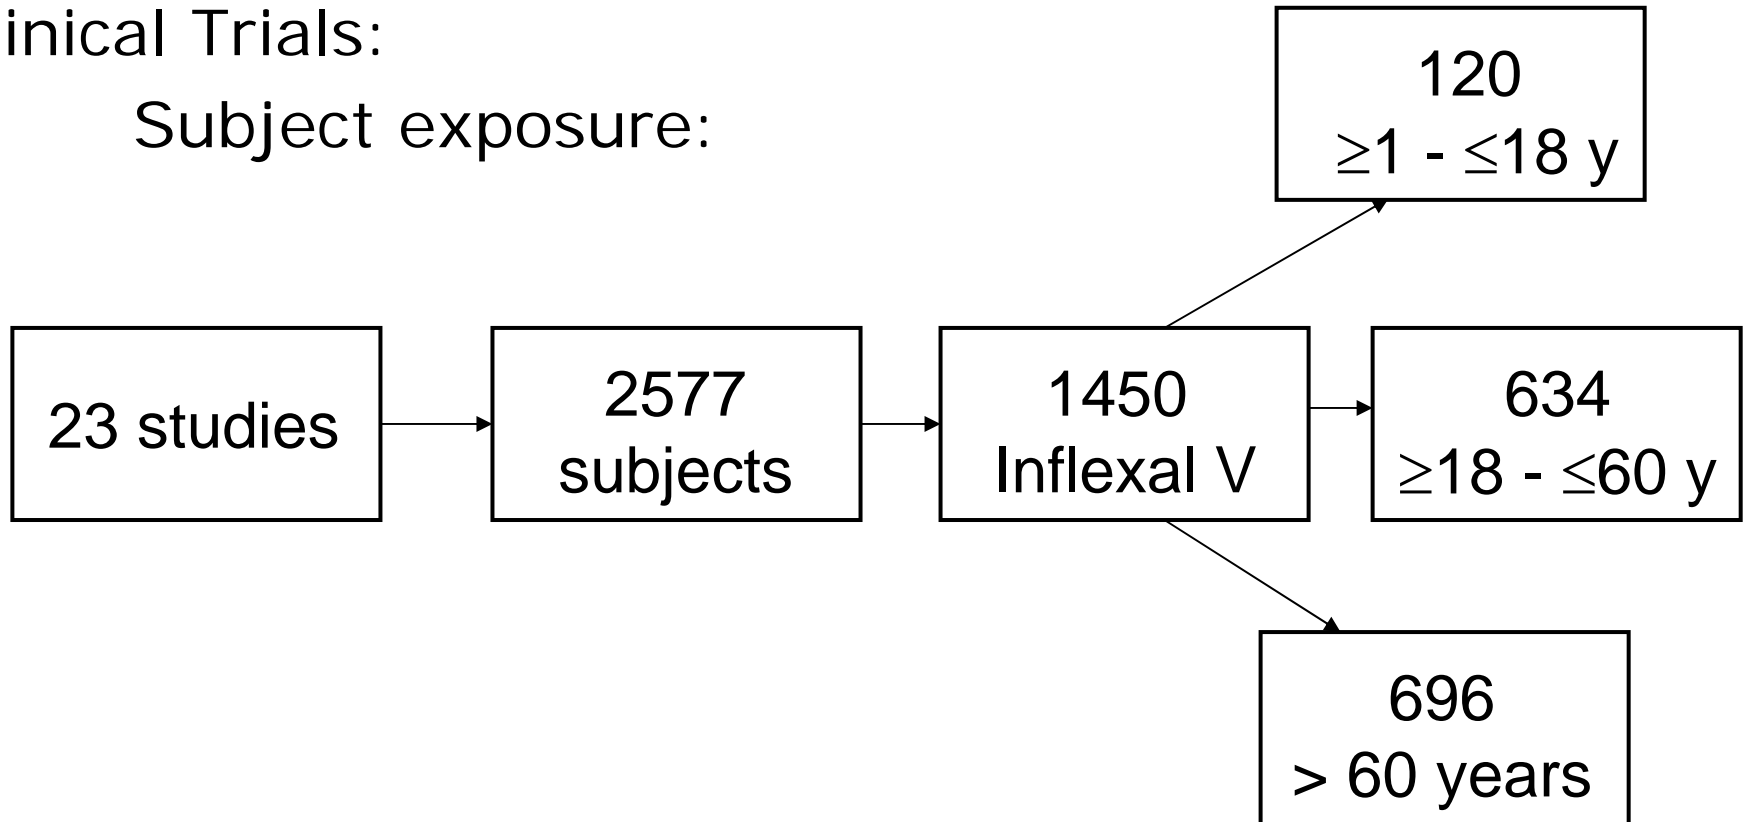 inical Trials:
Subject exposure:
120
≥1 - ≤18 y
23 studies
2577
subjects
1450
Inflexal V
634
≥18 - ≤60 y
696
> 60 years